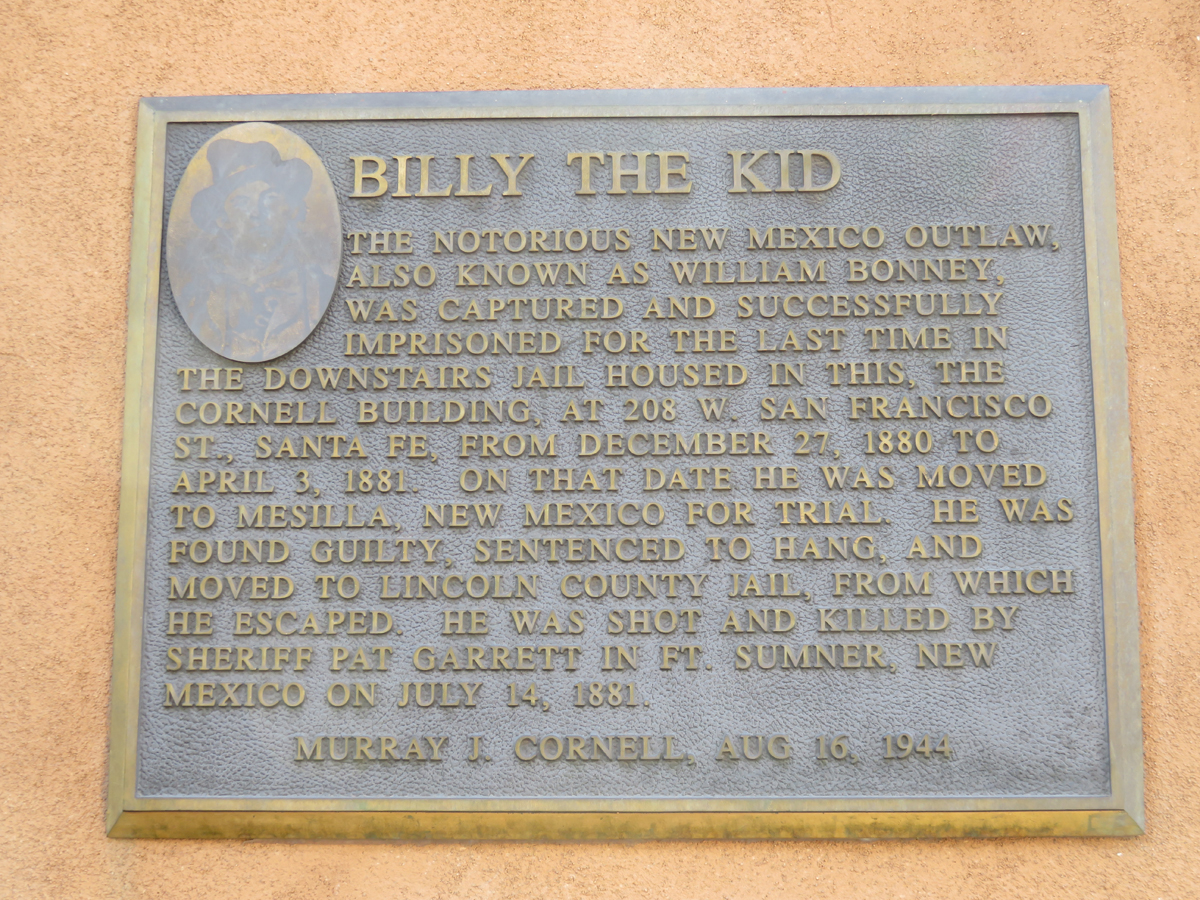 BILLY THE KID
THE NOTORIOUS NEW MEXICO OUTLAW,
ALSO KNOWN AS WILLIAM BONNEY,
WAS CAPTURED AND SUCCESSFULLY
IMPRISONED FOR THE LAST TIME IN
THE DOWNSTAIRS JAIL HOUSED IN THIS, THE
CORNELL BUILDING, AT 208 W. SAN FRANCISCO
ST., SANTA FE, FROM DECEMBER 27, 1880 TO
APRIL 3, 1881. ON THAT DATE HE WAS MOVED
TO MESILLA, NEW MEXICO FOR TRIAL. HE WAS
FOUND GUILTY, SENTENCED TO HANG, AND
MOVED TO LINCOLN COUNTY JAIL, FROM WHICH
HE ESCAPED. HE WAS SHOT AND KILLED BY
SHERIFF PAT GARRETT IN FT. SUMNER, NEW
MEXICO ON JULY 14, 1881.
MURRAY J. CORNELL, AUG 16, 1944